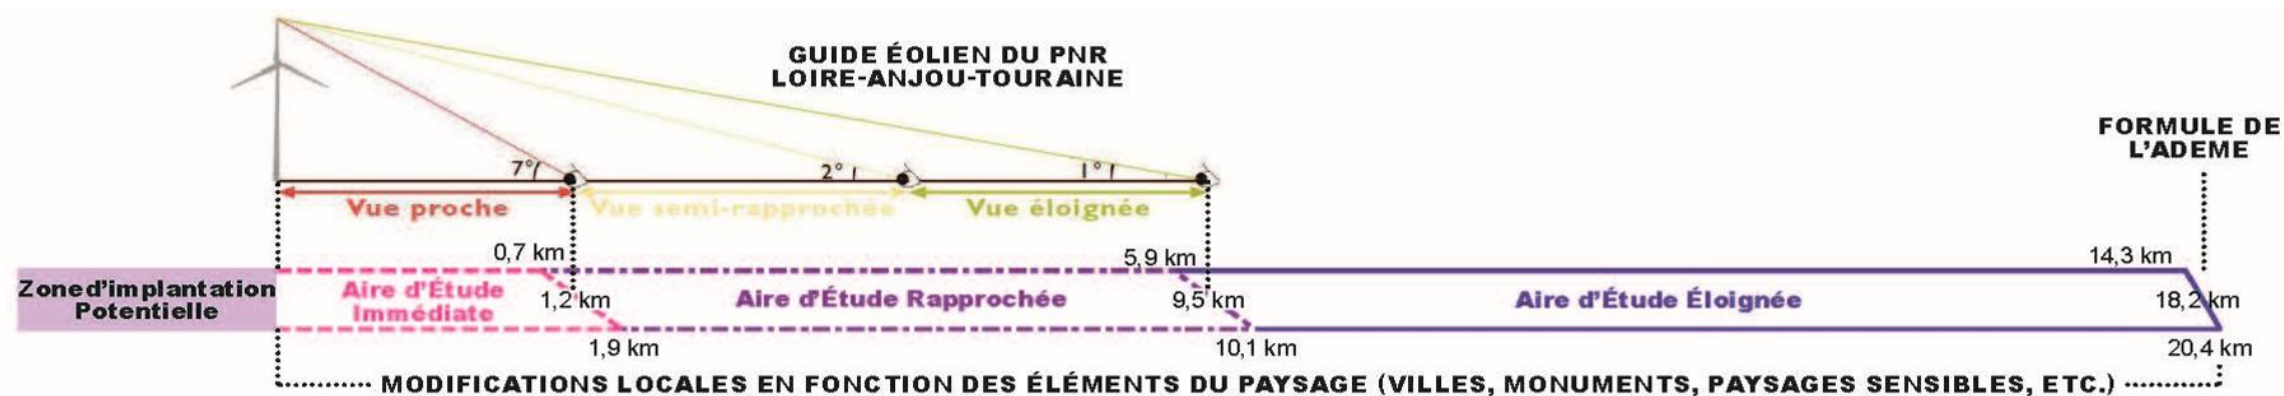 GUIDE ÉOLIEN DU PNR
LOIRE-ANJOU-TOURAINE
FORMULE DE
L'ADEME
7°
2°
1°
Vue proche
Vue semi-rapprochée
Vue éloignée
0,7 km
5,9 km
14,3 km
Zone d'implantation
Potentielle
Aire d'Étude
Immédiate
1,2 km
Aire d'Étude Rapprochée
9,5 km
Aire d'Étude Éloignée
18,2 km
1,9 km
10,1 km
20,4 km
MODIFICATIONS LOCALES EN FONCTION DES ÉLÉMENTS DU PAYSAGE (VILLES, MONUMENTS, PAYSAGES SENSIBLES, ETC.)